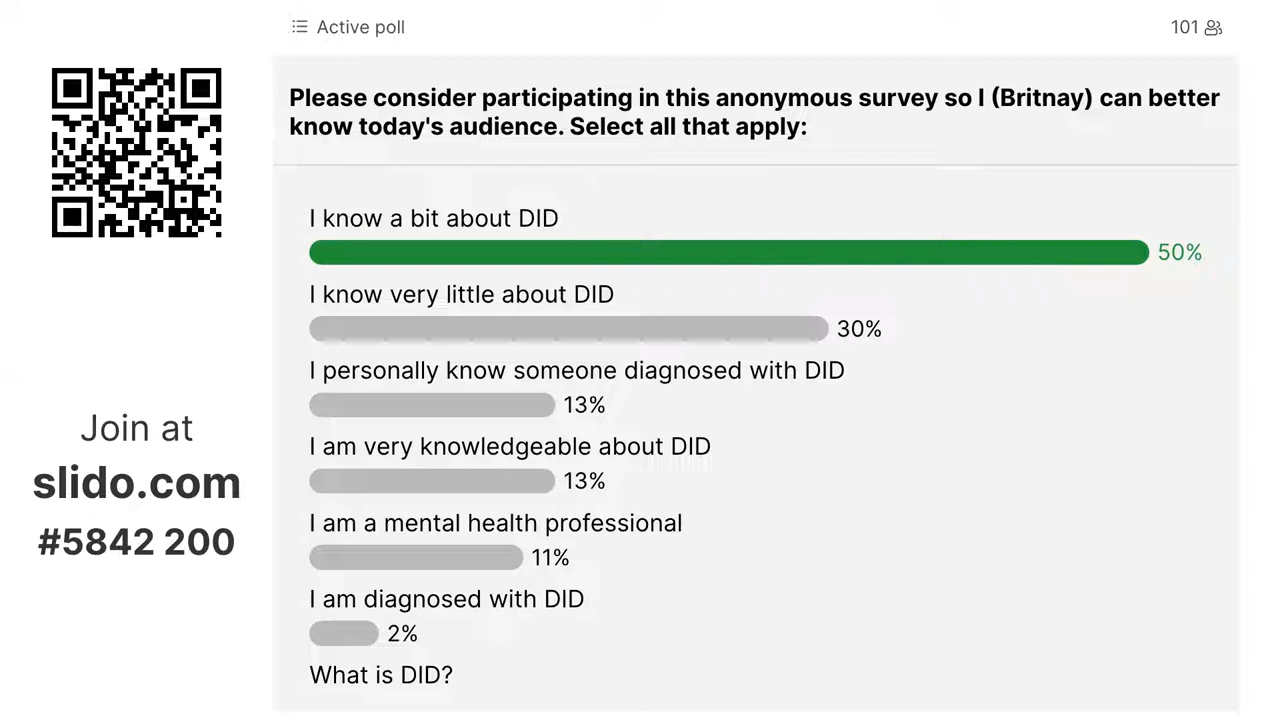 Active poll
101
Please consider participating in this anonymous survey so I (Britnay) can better
know today's audience. Select all that apply:
I know a bit about DID
50%
I know very little about DID
30%
I personally know someone diagnosed with DID
13%
I am very knowledgeable about DID
13%
I am a mental health professional
11%
I am diagnosed with DID
2%
What is DID?
Join at
slido.com
#5842 200